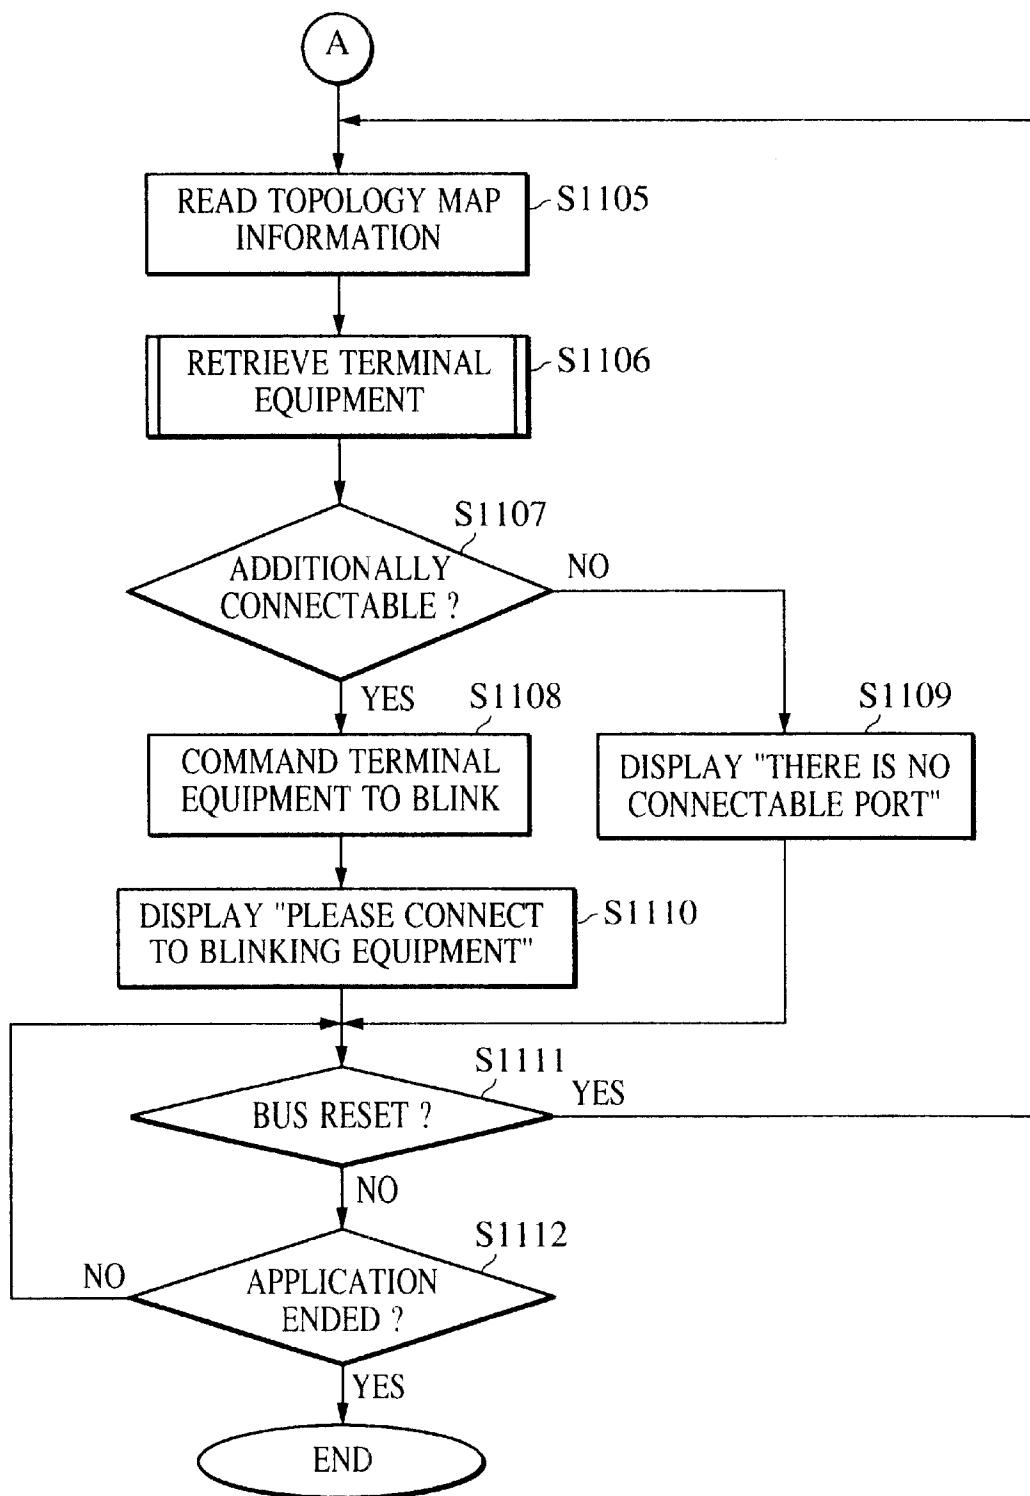 A
READ TOPOLOGY MAP
INFORMATION
S1105
RETRIEVE TERMINAL
EQUIPMENT
S1106
S1107
ADDITIONALLY
CONNECTABLE ?
NO
YES
S1108
COMMAND TERMINAL
EQUIPMENT TO BLINK
S1109
DISPLAY "THERE IS NO
CONNECTABLE PORT"
DISPLAY "PLEASE CONNECT
TO BLINKING EQUIPMENT"
S1110
S1111
BUS RESET ?
YES
NO
S1112
APPLICATION
ENDED ?
NO
YES
END